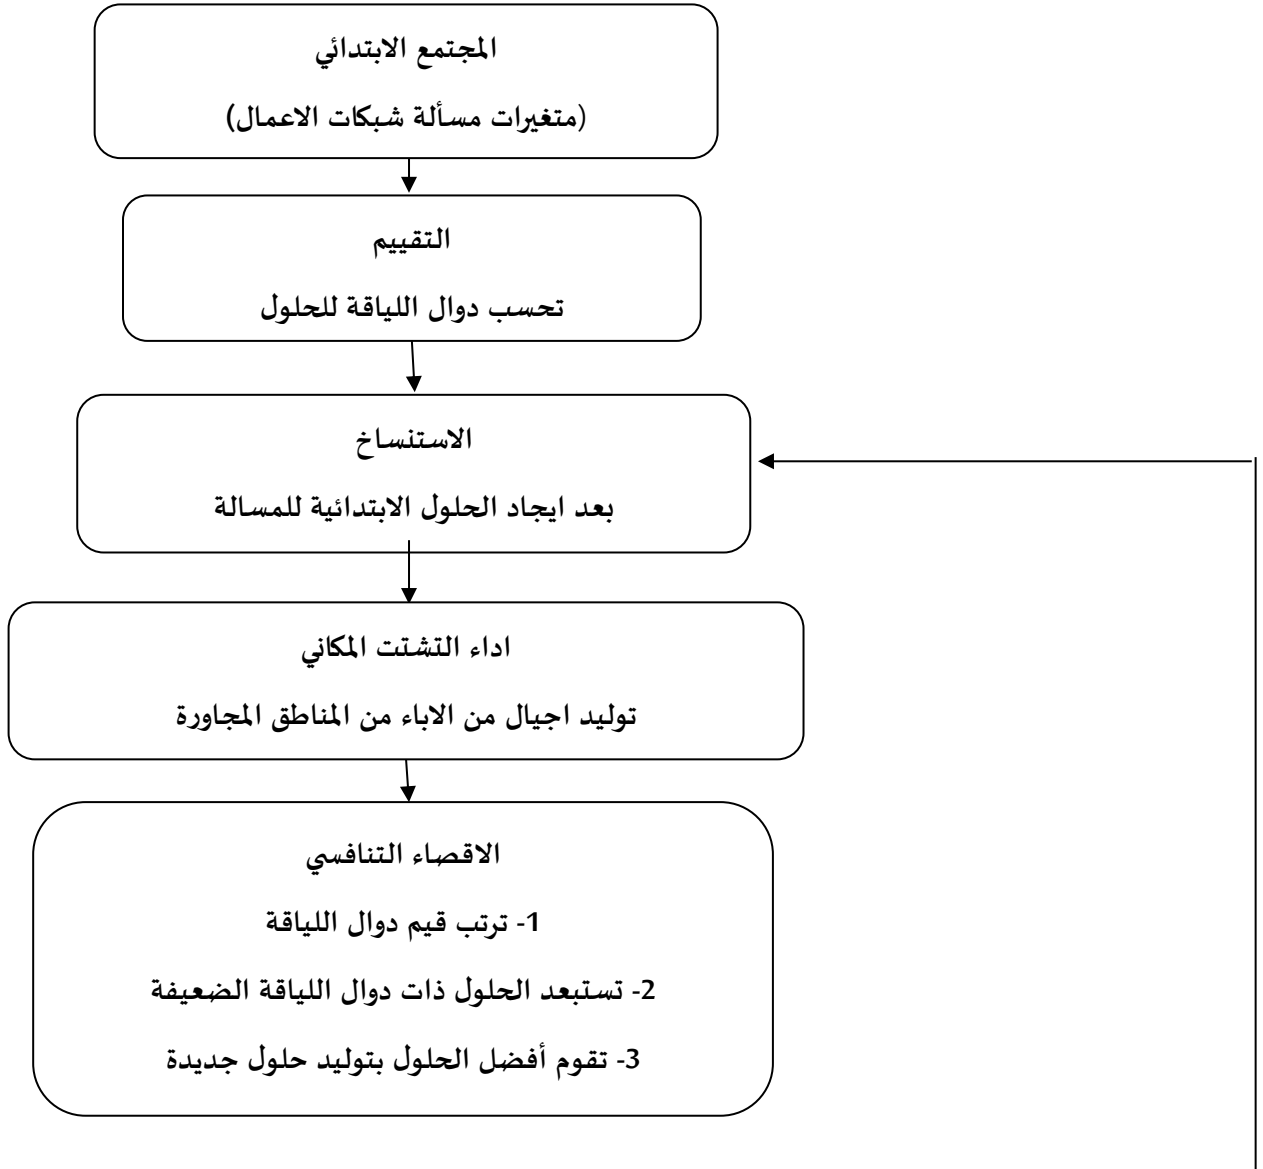 المجتمع الابتدائي
(متغيرات مسألة شبكات الاعمال)
التقييم
تحسب دوال اللياقة للحلول
الاستنساخ
بعد ايجاد الحلول الابتدائية للمسالة
اداء التشتت المكاني
توليد اجيال من الاباء من المناطق المجاورة
الاقصاء التنافسي
1- ترتب قيم دوال اللياقة
2- تستبعد الحلول ذات دوال اللياقة الضعيفة
3- تقوم أفضل الحلول بتوليد حلول جديدة